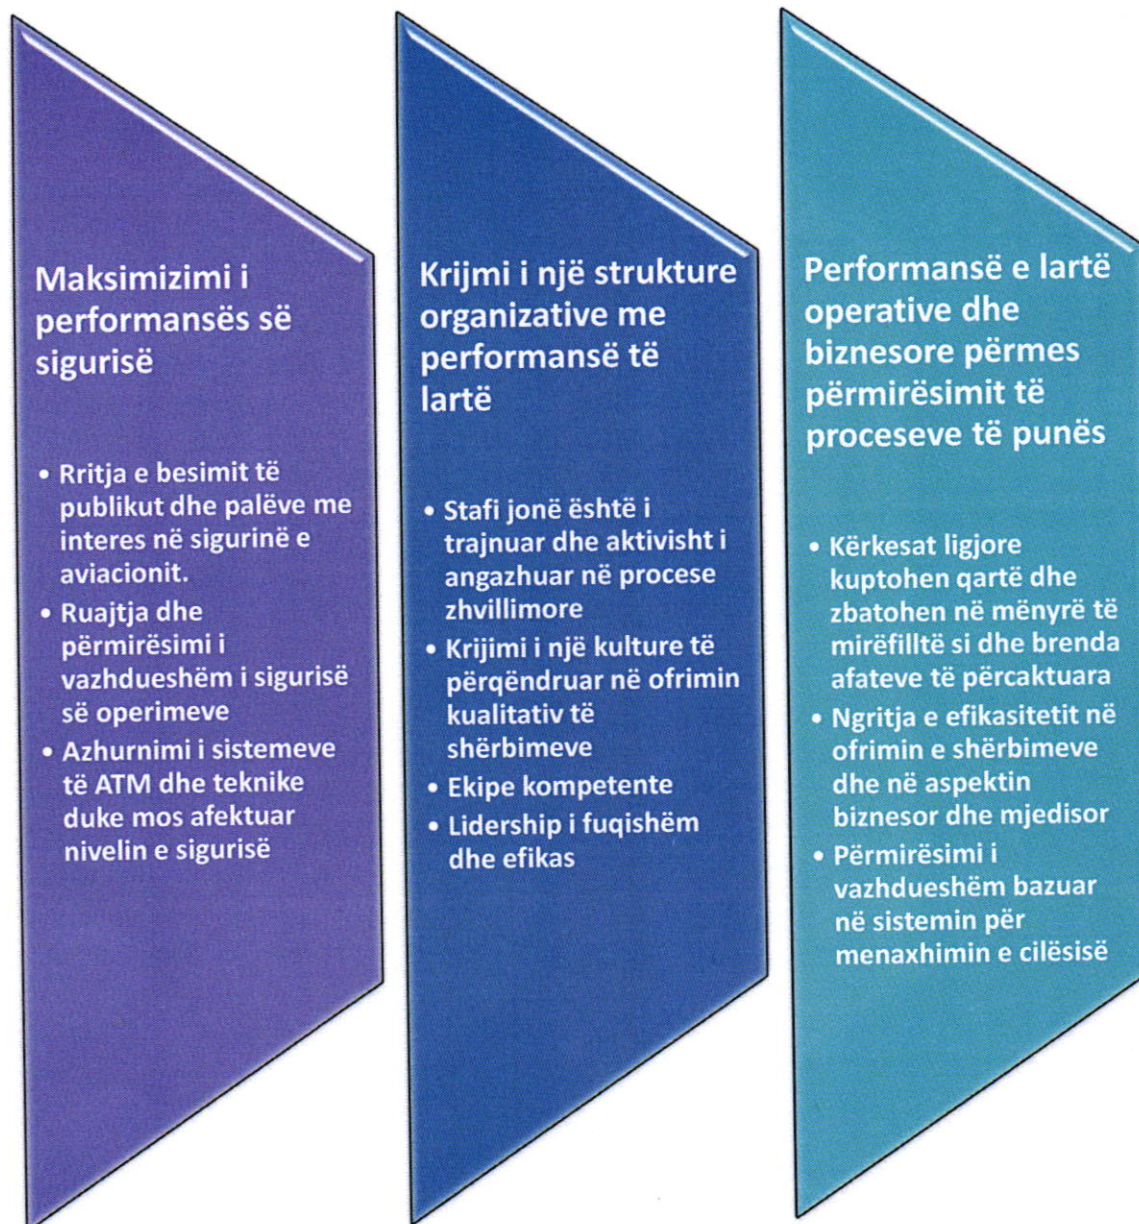 Maksimizimi i
performansës së
sigurisë
• Rritja e besimit të
publikut dhe palëve me
interes në sigurinë e
aviacionit.
• Ruajtja dhe
përmirësimi i
vazhdueshëm i sigurisë
së operimeve
• Azhurnimi i sistemeve
të ATM dhe teknike
duke mos afektuar
nivelin e sigurisë
Krijmi i një strukture
organizative me
performansë të
lartë
• Stafi jonë është i
trajnuar dhe aktivisht i
angazhuar në procese
zhvillimore
• Krijimi i një kulture të
përqëndruar në ofrimin
kualitativ të
shërbimeve
• Ekipe kompetente
• Lidership i fuqishëm
dhe efikas
Performansë e lartë
operative dhe
biznesore përmes
përmirësimit të
proceseve të punës
• Kërkesat ligjore
kuptohen qartë dhe
zbatohen në mënyrë të
mirëfilltë si dhe brenda
afateve të përcaktuara
• Ngritja e efikasitetit në
ofrimin e shërbimeve
dhe në aspektin
biznesor dhe mjedisor
• Përmirësimi i
vazhdueshëm bazuar
në sistemin për
menaxhimin e cilësisë